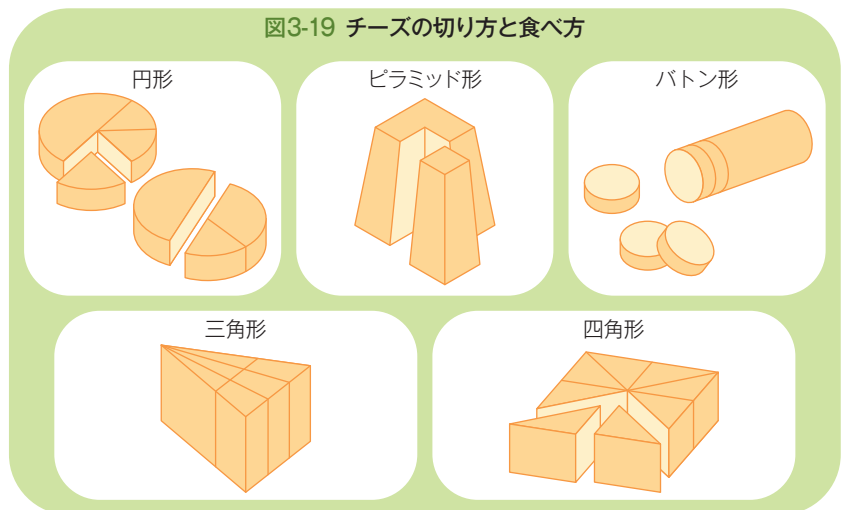 図3-19 チーズの切り方と食べ方
円形
ピラミッド形
バトン形
三角形
四角形